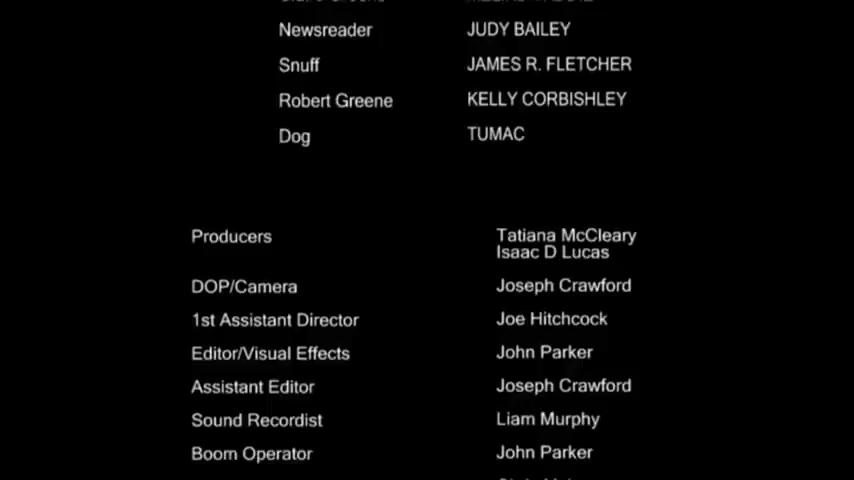 Newsreader JUDY BAILEY
Snuff JAMES R. FLETCHER
Robert Greene KELLY CORBISHLEY
Dog TUMAC
Producers Tatiana McCleary
Isaac D Lucas
DOP/Camera Joseph Crawford
1st Assistant Director Joe Hitchcock
Editor/Visual Effects John Parker
Assistant Editor Joseph Crawford
Sound Recordist Liam Murphy
Boom Operator John Parker